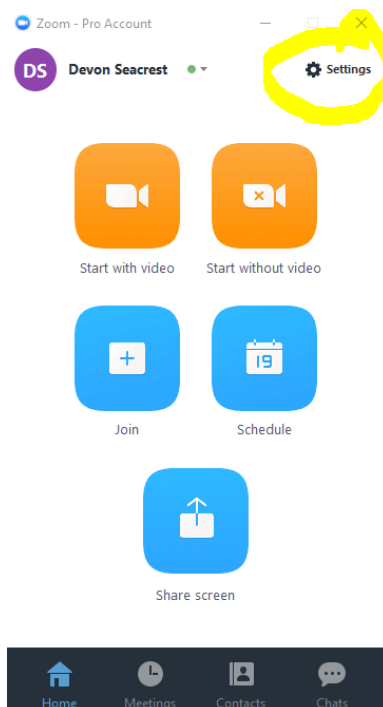 Zoom - Pro Account
DS Devon Seacrest Settings
Start with video Start without video
19
Join Schedule
Share screen
Home Meetings Contacts Chats